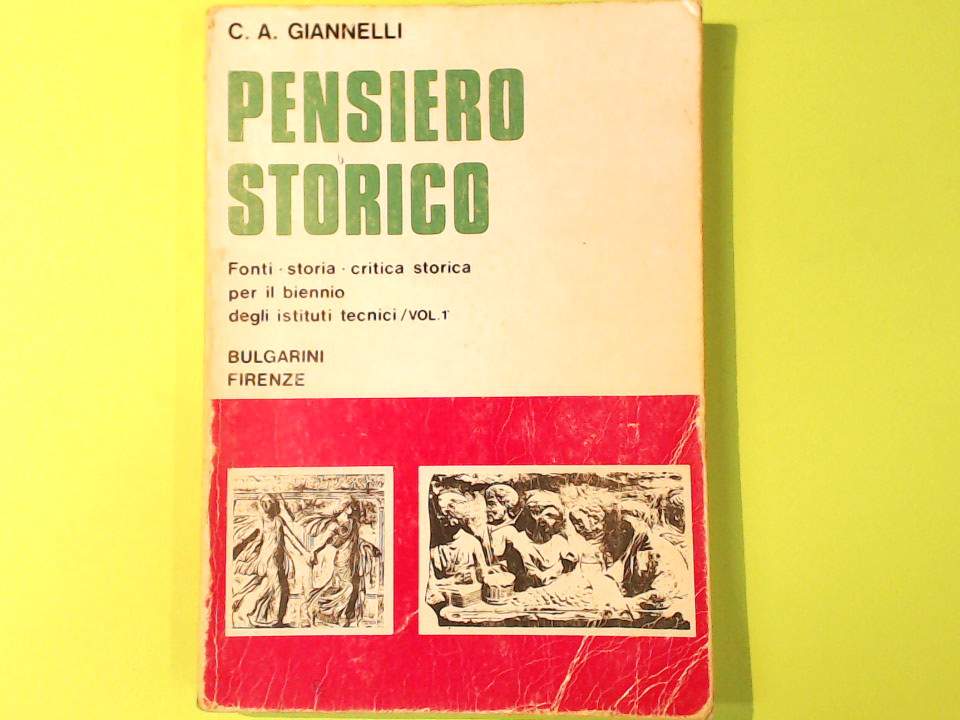 C. A. GIANNELLI
PENSIERO
STORICO
Fonti · storia · critica storica
per il biennio
degli istituti tecnici/VOL.1°
BULGARINI
FIRENZE